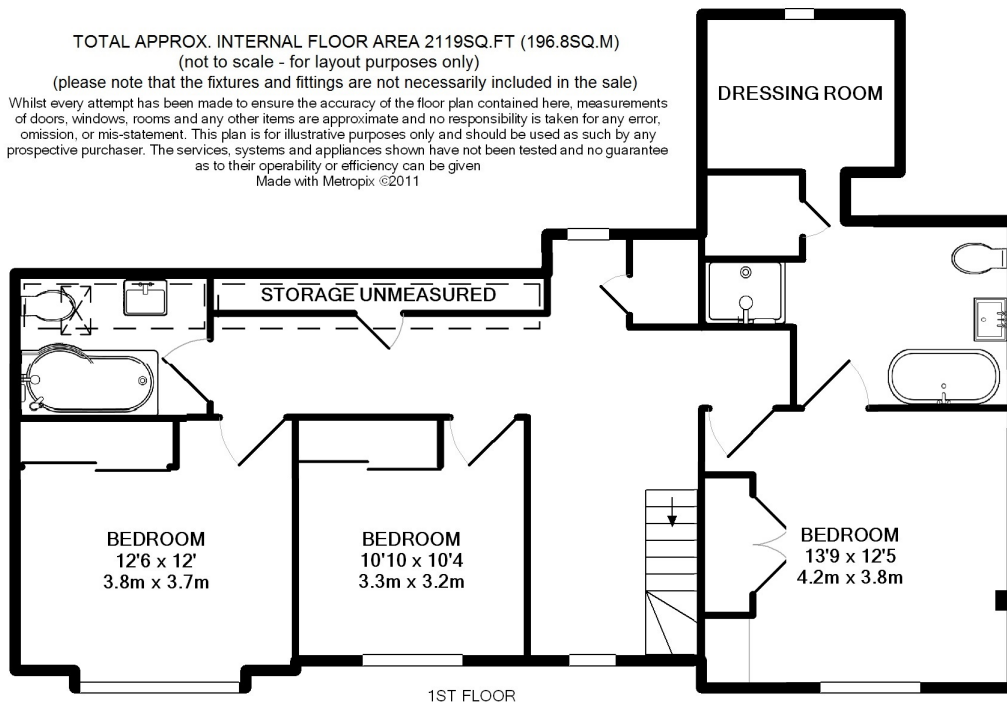 TOTAL APPROX. INTERNAL FLOOR AREA 2119SQ.FT (196.8SQ.M)
(not to scale - for layout purposes only)
(please note that the fixtures and fittings are not necessarily included in the sale)
Whilst every attempt has been made to ensure the accuracy of the floor plan contained here, measurements
of doors, windows, rooms and any other items are approximate and no responsibility is taken for any error,
omission, or mis-statement. This plan is for illustrative purposes only and should be used as such by any
prospective purchaser. The services, systems and appliances shown have not been tested and no guarantee
as to their operability or efficiency can be given
Made with Metropix ©2011
DRESSING ROOM
STORAGE UNMEASURED
BEDROOM
12'6 x 12'
3.8m x 3.7m
BEDROOM
10'10 x 10'4
3.3m x 3.2m
BEDROOM
13'9 x 12'5
4.2m x 3.8m
1ST FLOOR